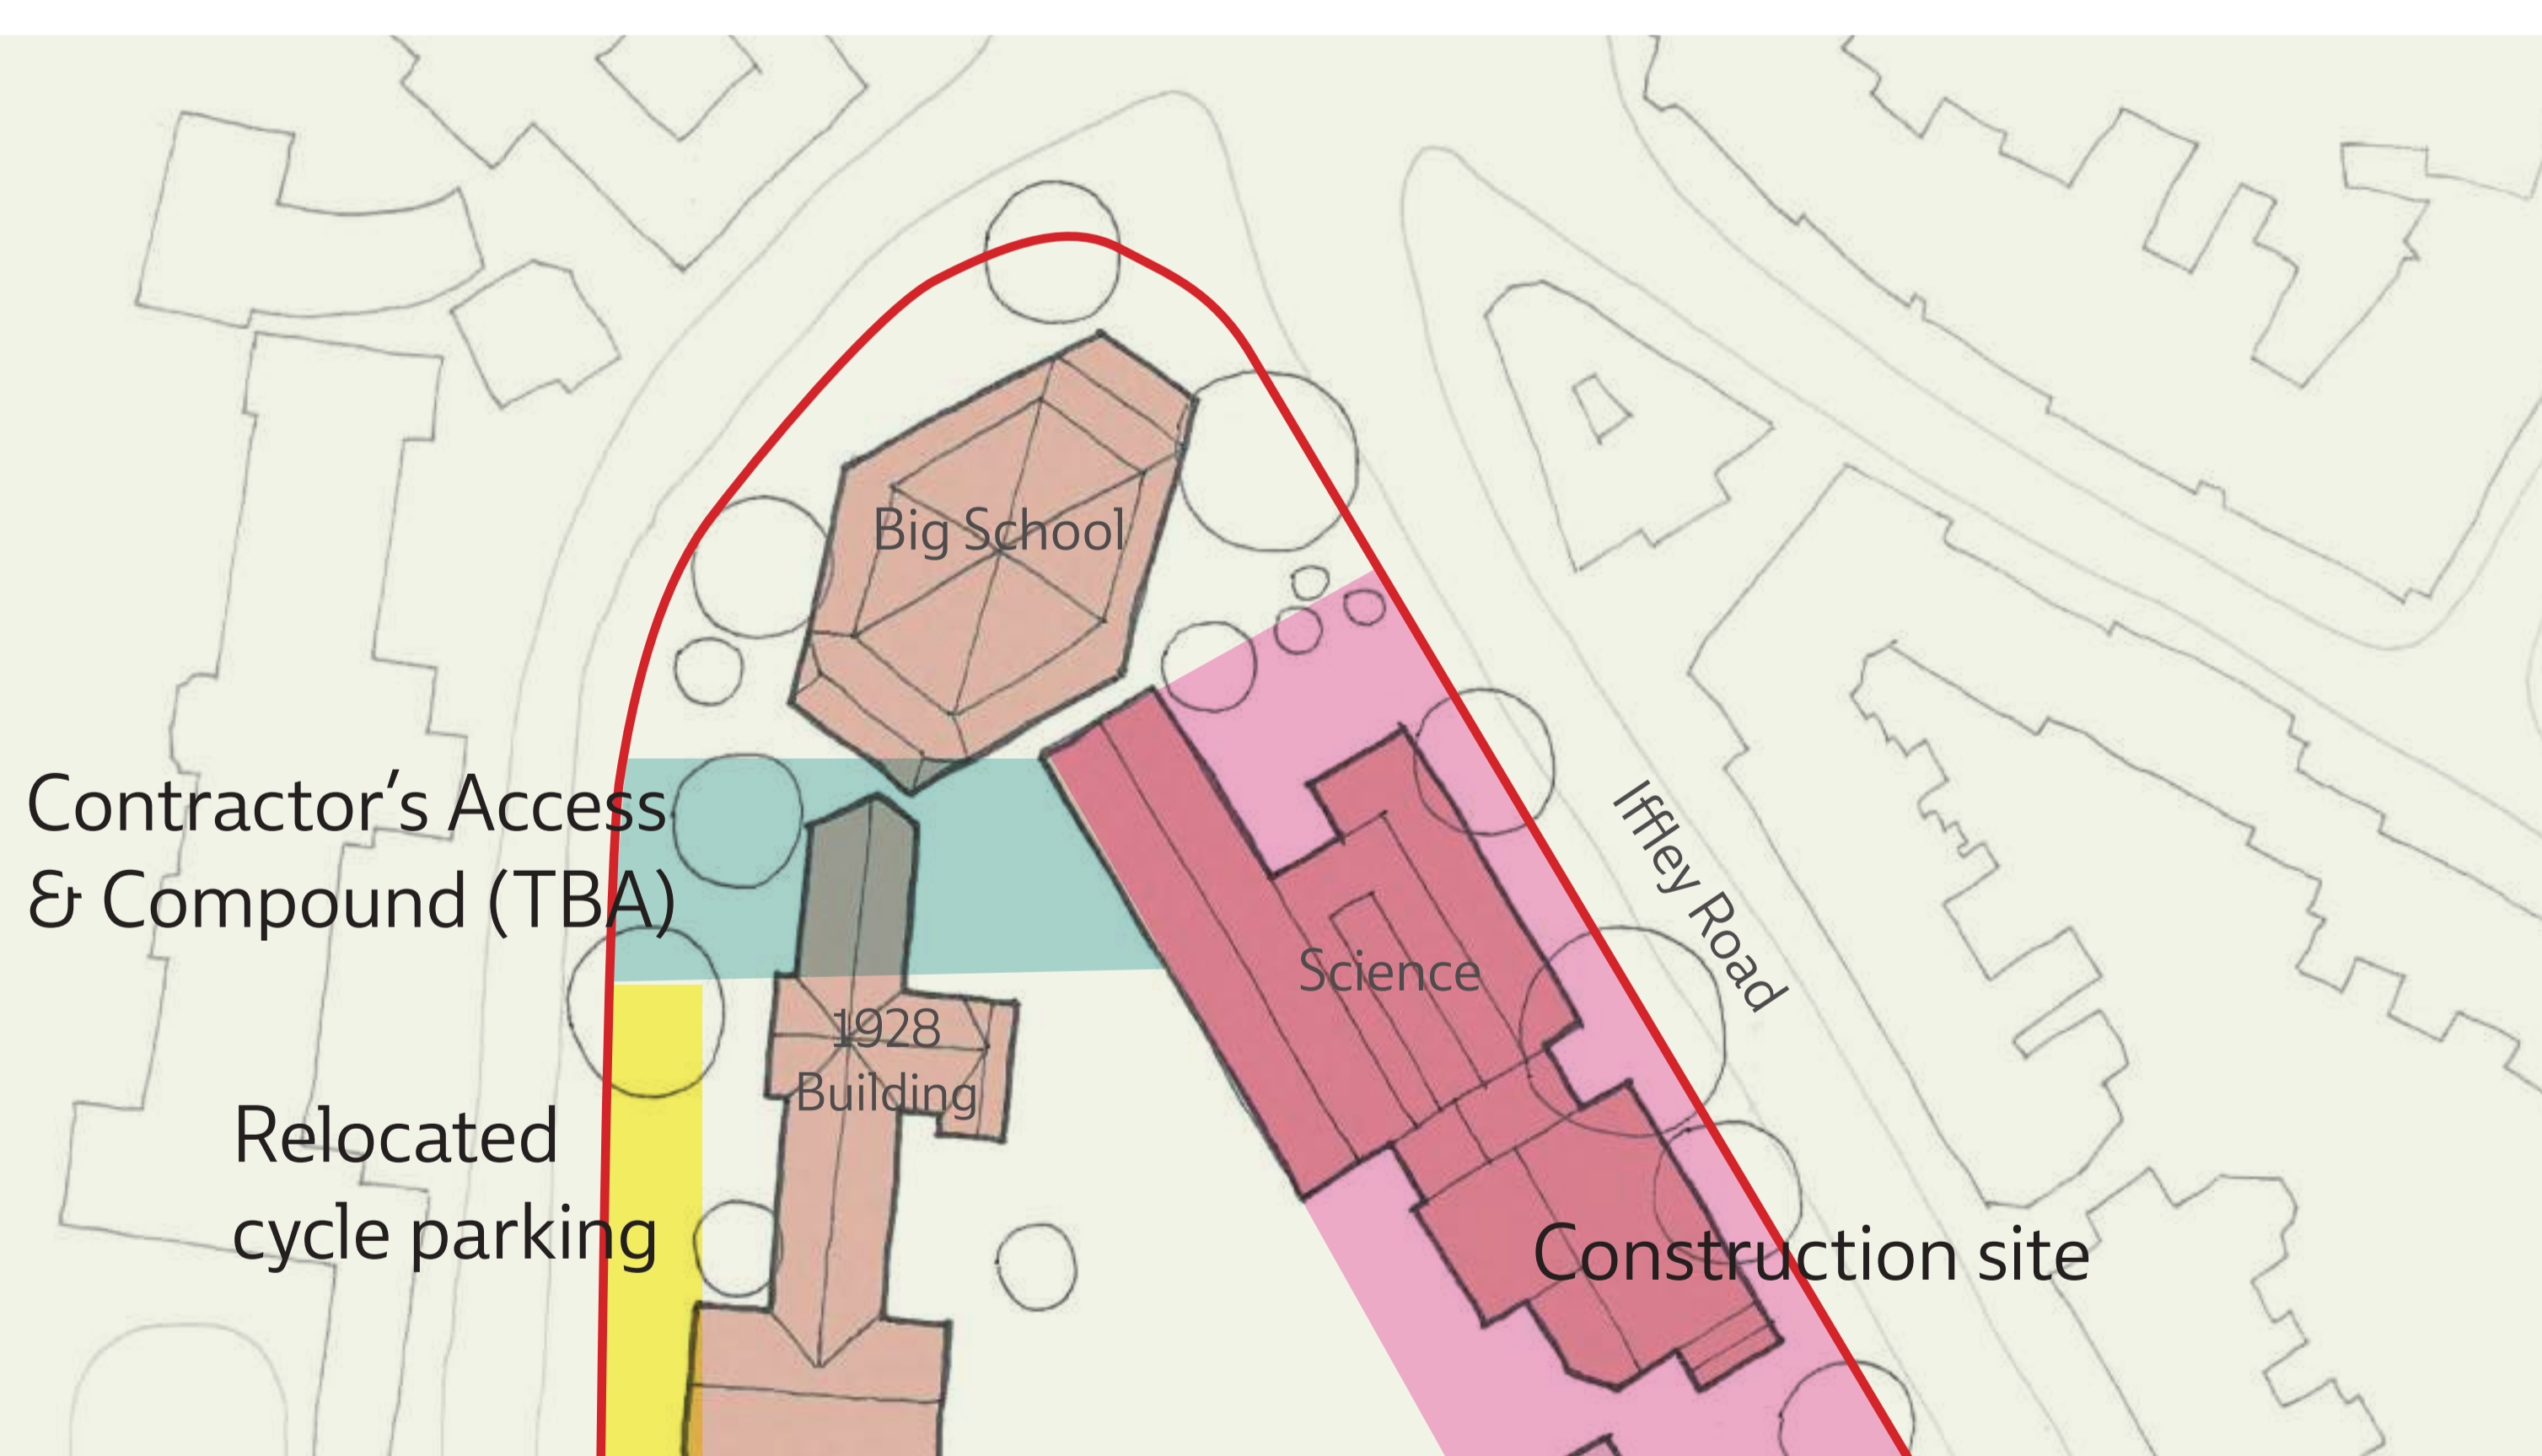 Big School
Contractor’s Access
& Compound (TBA)
Iffley Road
Science
1928
Building
Relocated
cycle parking
Construction site